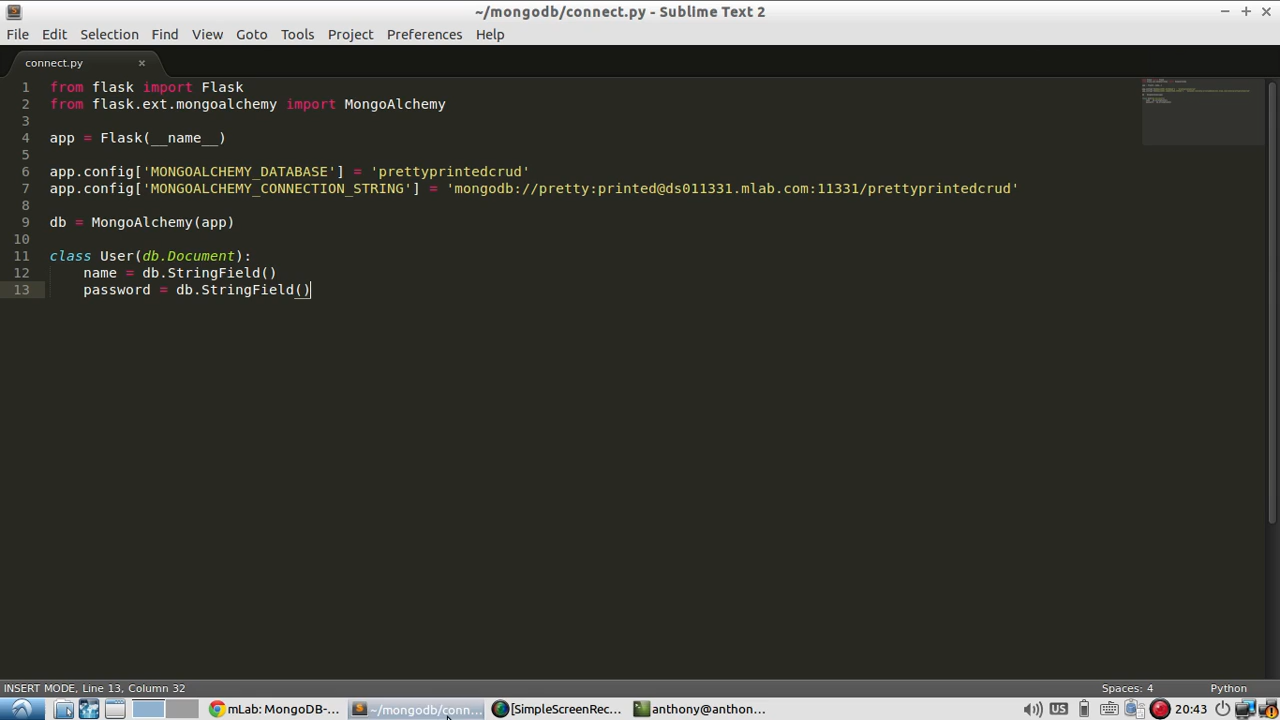 ~/mongodb/connect.py - Sublime Text 2
File Edit Selection Find View Goto Tools Project Preferences Help
connect.py
1 from flask import Flask
2 from flask.ext.mongoalchemy import MongoAlchemy
3
4 app = Flask(__name__)
5
6 app.config['MONGOALCHEMY_DATABASE'] = 'prettyprintedcrud'
7 app.config['MONGOALCHEMY_CONNECTION_STRING'] = 'mongodb://pretty:printed@ds011331.mlab.com:11331/prettyprintedcrud'
8
9 db = MongoAlchemy(app)
10
11 class User(db.Document):
12 name = db.StringField()
13 password = db.StringField()
INSERT MODE, Line 13, Column 32 Spaces: 4 Python
mLab: MongoDB-... ~/mongodb/conn... [SimpleScreenRec... anthony@anthon... US 20:43